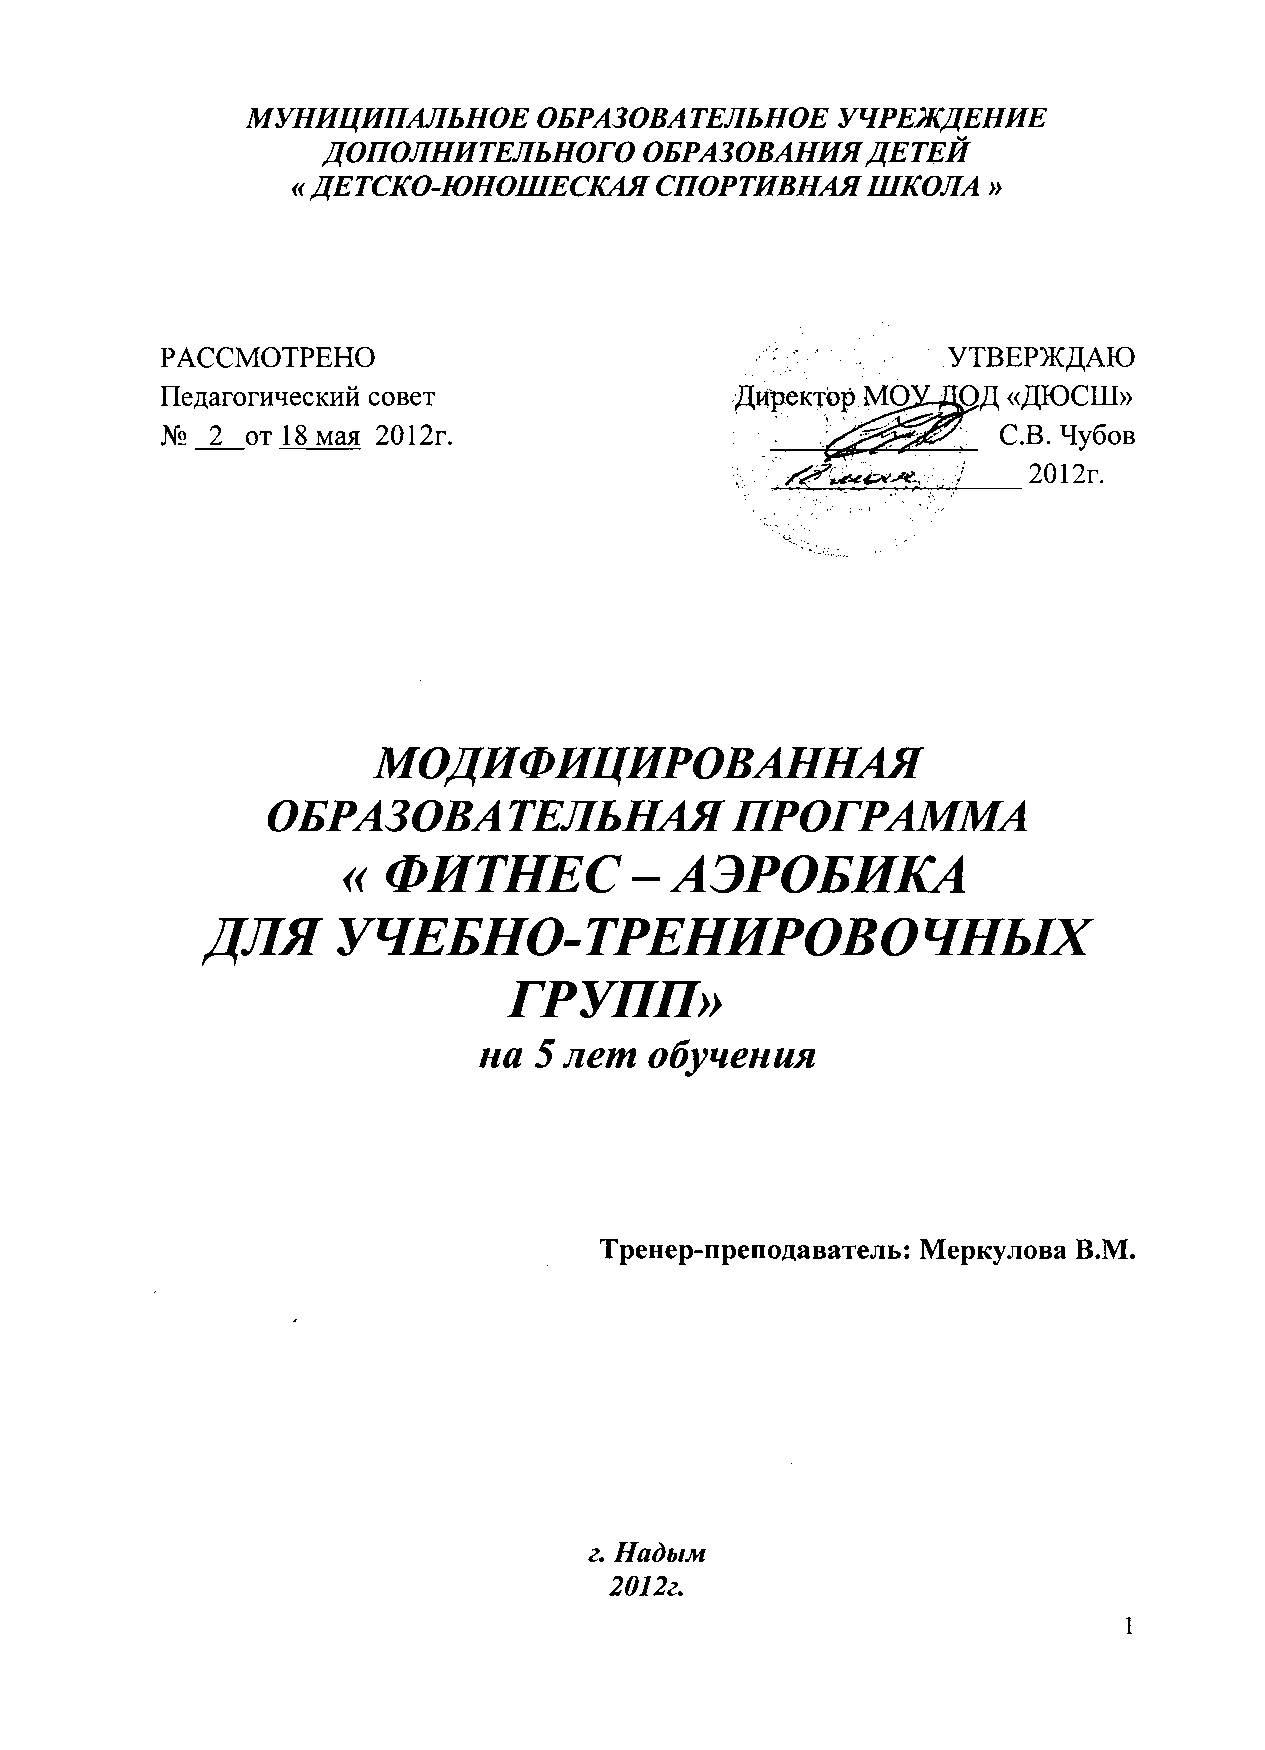 МУНИЦИПАЛЬНОЕ ОБРАЗОВАТЕЛЬНОЕ УЧРЕЖДЕНИЕ
ДОПОЛНИТЕЛЬНОГО ОБРАЗОВАНИЯ ДЕТЕЙ
« ДЕТСКО-ЮНОШЕСКАЯ СПОРТИВНАЯ ШКОЛА »
РАССМОТРЕНО
Педагогический совет
№ 2 от 18 мая 2012г.
УТВЕРЖДАЮ
Директор МОУ ДОД «ДЮСШ»
С.В. Чубов
18 мая 2012г.
МОДИФИЦИРОВАННАЯ
ОБРАЗОВАТЕЛЬНАЯ ПРОГРАММА
« ФИТНЕС – АЭРОБИКА
ДЛЯ УЧЕБНО-ТРЕНИРОВОЧНЫХ
ГРУПП»
на 5 лет обучения
Тренер-преподаватель: Меркулова В.М.
г. Надым
2012г.
1